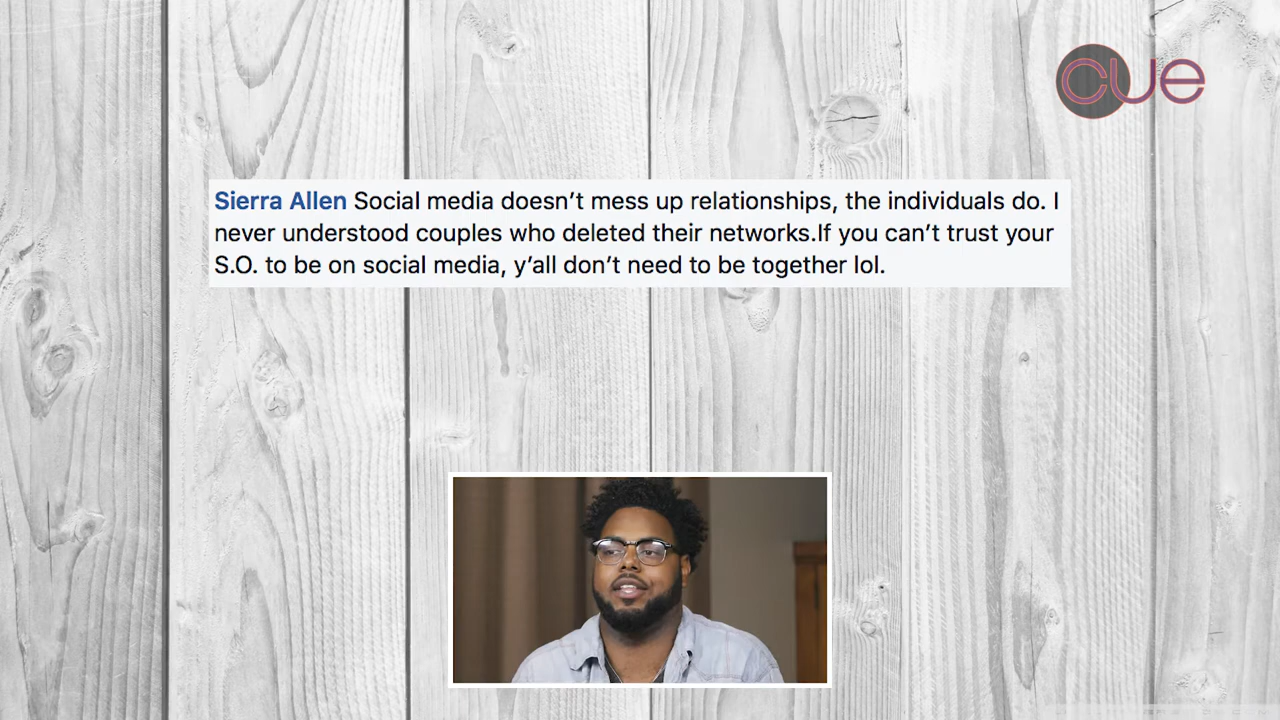 cue
Sierra Allen Social media doesn’t mess up relationships, the individuals do. I
never understood couples who deleted their networks.If you can’t trust your
S.O. to be on social media, y’all don’t need to be together lol.